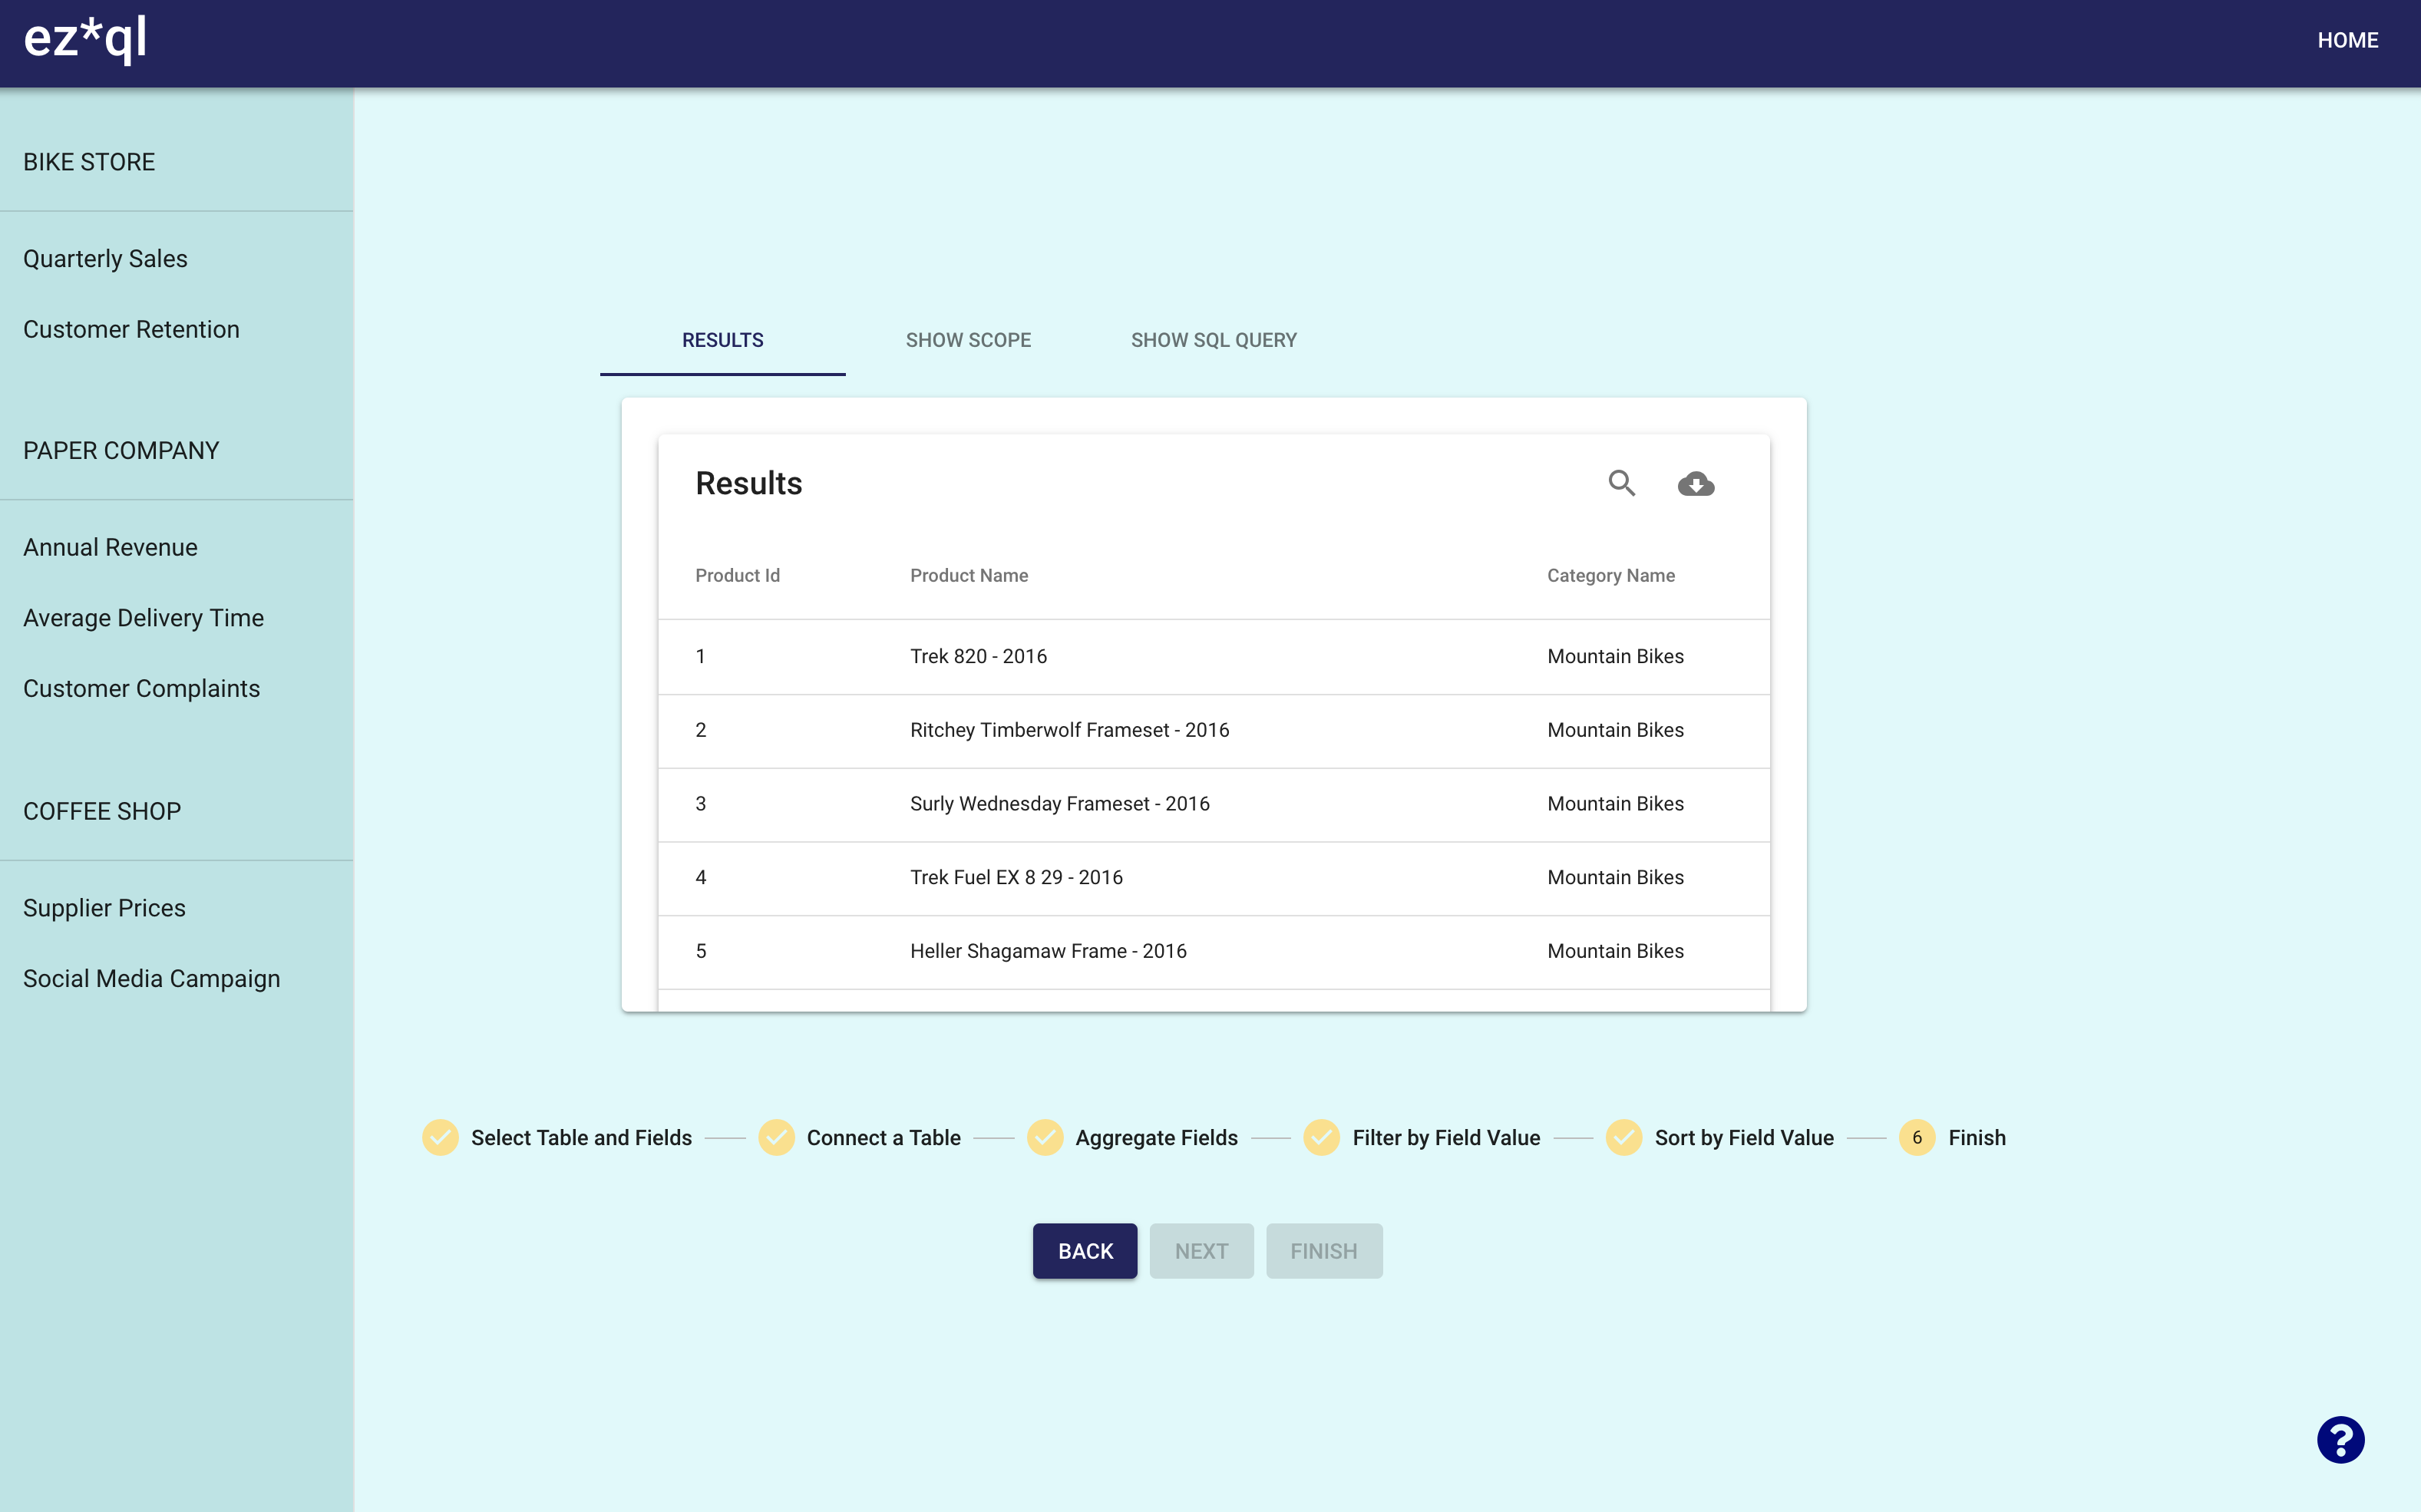 ez*ql
HOME
BIKE STORE
Quarterly Sales
Customer Retention
PAPER COMPANY
Annual Revenue
Average Delivery Time
Customer Complaints
COFFEE SHOP
Supplier Prices
Social Media Campaign
RESULTS SHOW SCOPE SHOW SQL QUERY
Results
Product Id Product Name Category Name
1 Trek 820 - 2016 Mountain Bikes
2 Ritchey Timberwolf Frameset - 2016 Mountain Bikes
3 Surly Wednesday Frameset - 2016 Mountain Bikes
4 Trek Fuel EX 8 29 - 2016 Mountain Bikes
5 Heller Shagamaw Frame - 2016 Mountain Bikes
Select Table and Fields Connect a Table Aggregate Fields Filter by Field Value Sort by Field Value 6 Finish
BACK NEXT FINISH
?